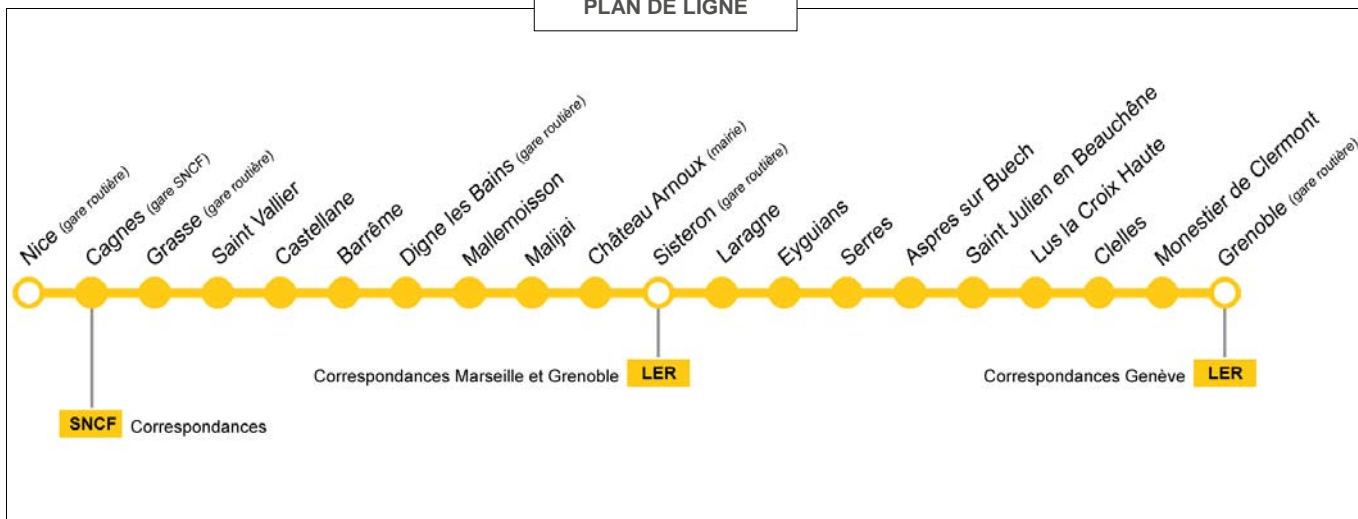 PLAN DE LIGNE
Nice (gare routière)
Cagnes (gare SNCF)
Grasse (gare routière)
Saint Vallier
Castellane
Barrême
Digne les Bains (gare routière)
Mallemoisson
Malijai
Château Arnoux (mairie)
Sisteron (gare routière)
Laragne
Eyguians
Serres
Aspres sur Buech
Saint Julien en Beauchêne
Lus la Croix Haute
Clelles
Monestier de Clermont
Grenoble (gare routière)
Correspondances Marseille et Grenoble LER
Correspondances Genève LER
SNCF Correspondances